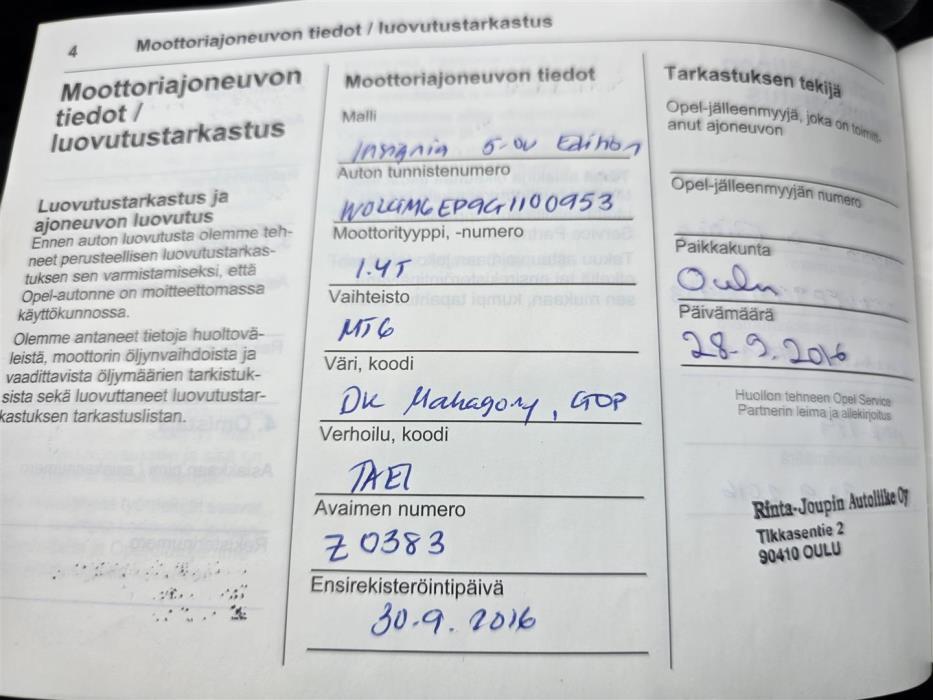 4
Moottoriajoneuvon tiedot / luovutustarkastus
Moottoriajoneuvon
tiedot /
luovutustarkastus
Luovutustarkastus ja
ajoneuvon luovutus
Ennen auton luovutusta olemme teh-
neet perusteellisen luovutustarkas-
tuksen sen varmistamiseksi, että
Opel-autonne on moitteettomassa
käyttökunnossa.
Olemme antaneet tietoja huoltovä-
leistä, moottorin öljynvaihdoista ja
vaadittavista öljymäärien tarkistuk-
sista sekä luovuttaneet luovutustar-
kastuksen tarkastuslistan.
Moottoriajoneuvon tiedot
Malli
Insignia 5-ov Edition
Auton tunnistenumero
W0LGM6EP9G1100953
Moottorityyppi, -numero
1.4T
Vaihteisto
MT6
Väri, koodi
DK Mahagony, GOP
Verhoilu, koodi
TAEI
Avaimen numero
Z0383
Ensirekisteröintipäivä
30.9.2016
Tarkastuksen tekijä
Opel-jälleenmyyjä, joka on toimit-
anut ajoneuvon
Opel-jälleenmyyjän numero
Paikkakunta
Oulu
Päivämäärä
28.9.2016
Huollon tehneen Opel Service
Partnerin leima ja allekirjoitus
Rinta-Joupin Autoliike Oy
Tikkasentie 2
90410 OULU